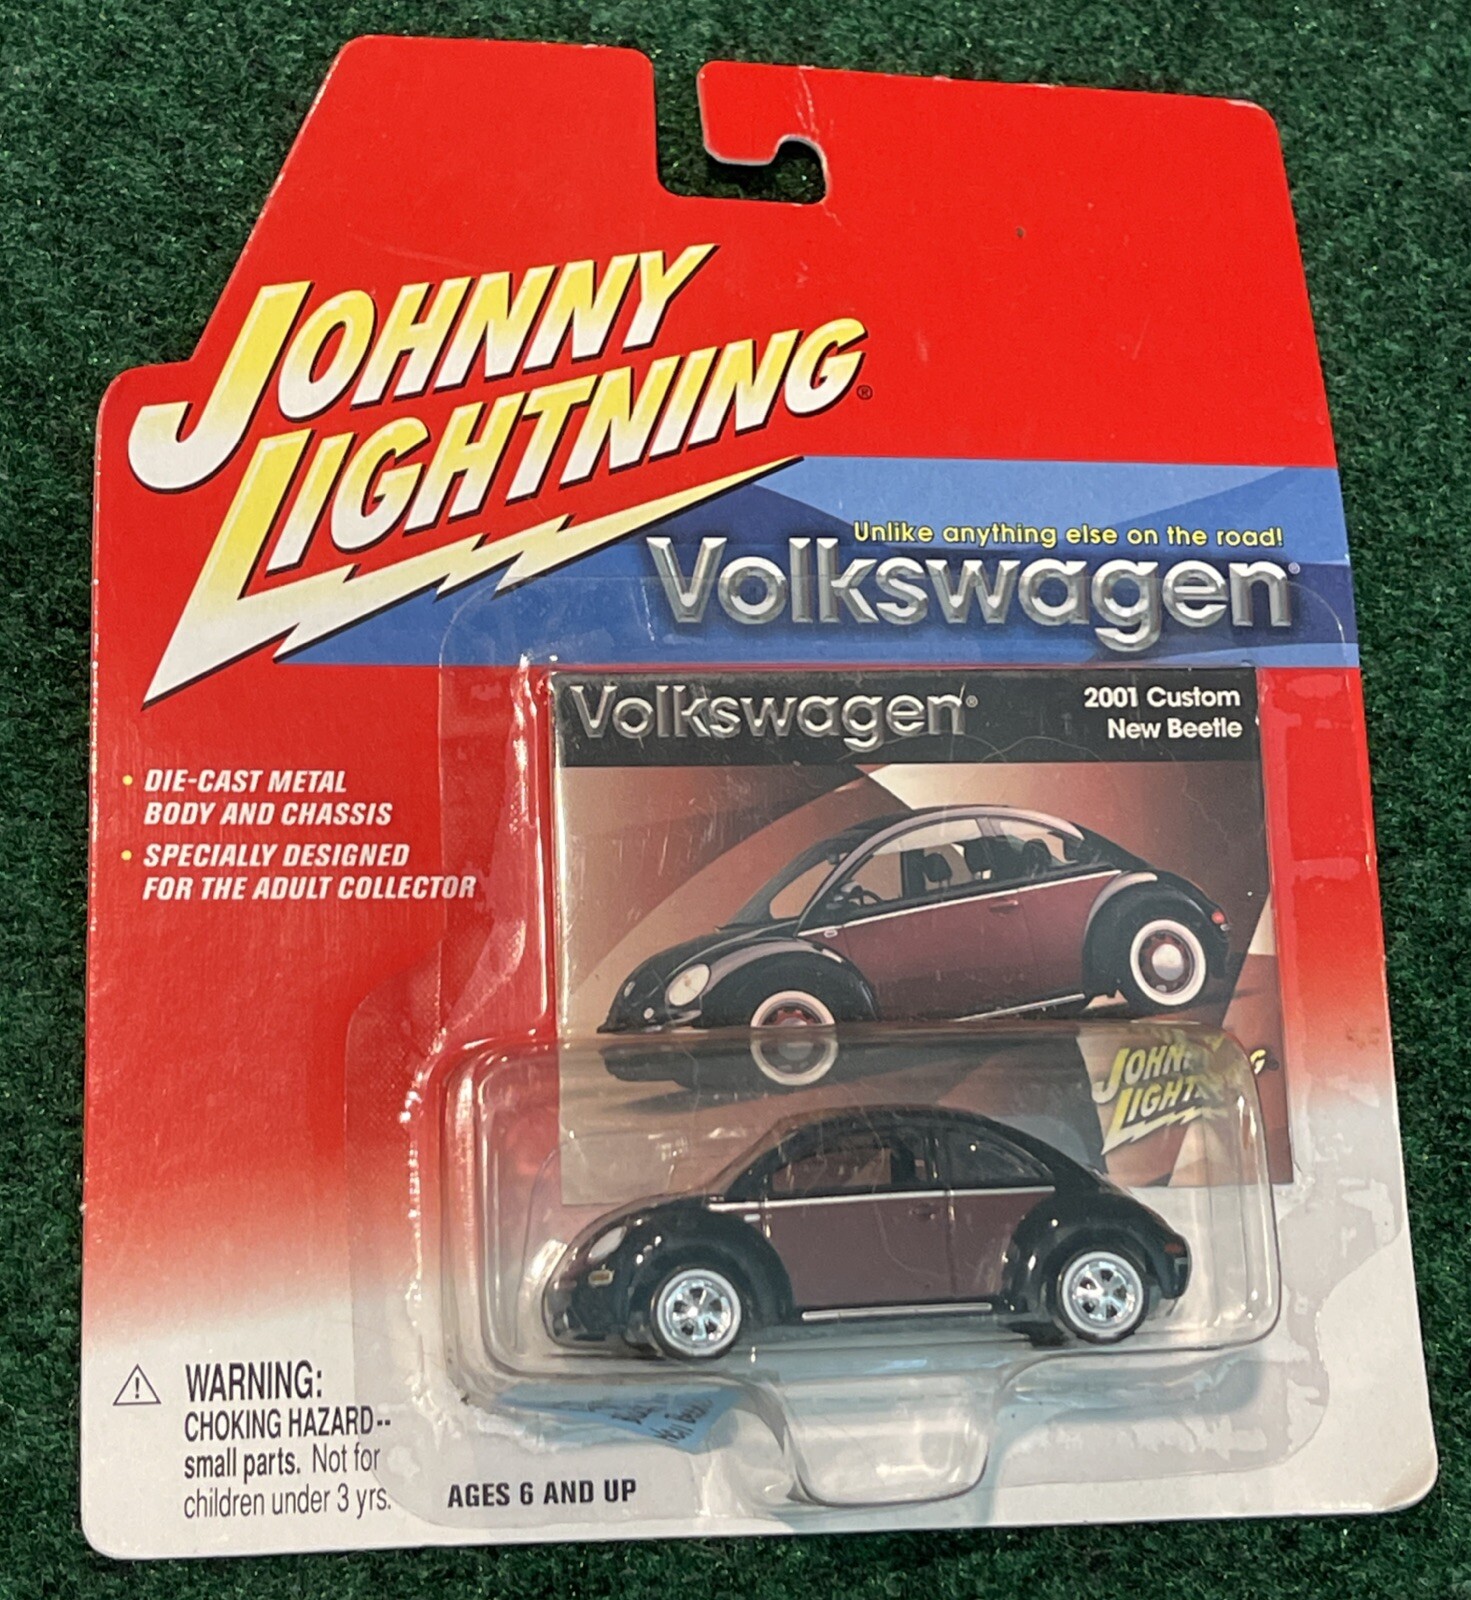 JOHNNY
LIGHTNING®
Unlike anything else on the road!
Volkswagen®
Volkswagen®
2001 Custom
New Beetle
• DIE-CAST METAL
BODY AND CHASSIS
• SPECIALLY DESIGNED
FOR THE ADULT COLLECTOR
WARNING:
CHOKING HAZARD--
small parts. Not for
children under 3 yrs.
AGES 6 AND UP